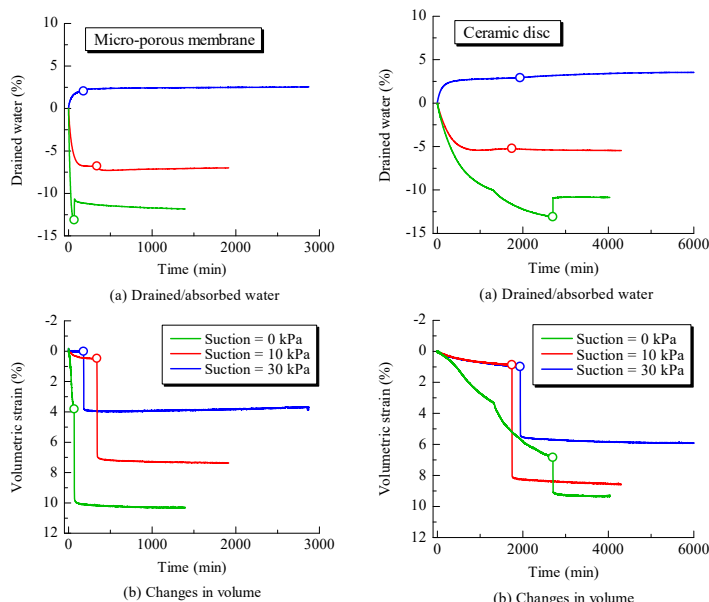 Micro-porous membrane
10
5
0
-5
-10
-15
Drained water (%)
0
1000
2000
3000
Time (min)
(a) Drained/absorbed water
Ceramic disc
10
5
0
-5
-10
-15
Drained water (%)
0
2000
4000
6000
Time (min)
(a) Drained/absorbed water
-2
0
2
4
6
8
10
12
Volumetric strain (%)
Suction = 0 kPa
Suction = 10 kPa
Suction = 30 kPa
0
1000
2000
3000
Time (min)
(b) Changes in volume
-2
0
2
4
6
8
10
12
Volumetric strain (%)
Suction = 0 kPa
Suction = 10 kPa
Suction = 30 kPa
0
2000
4000
6000
Time (min)
(b) Changes in volume